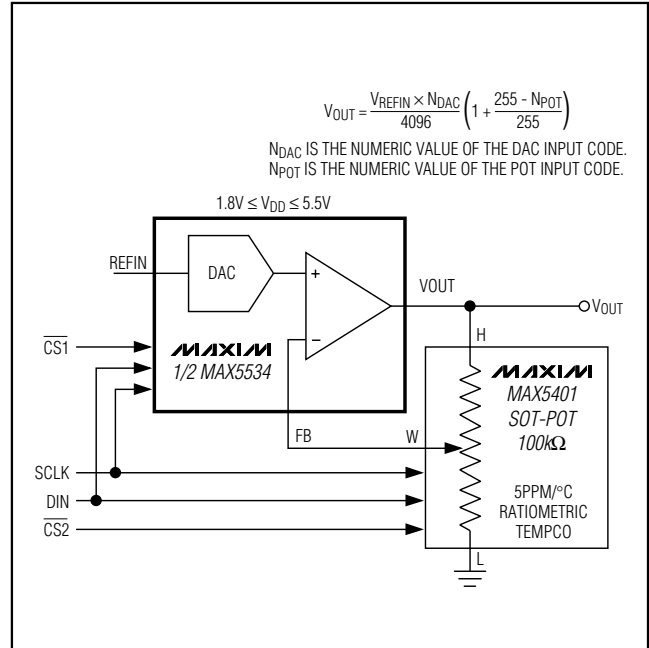 V_OUT = V_REFIN × N_DAC / 4096 (1 + 255 - N_POT / 255)
N_DAC IS THE NUMERIC VALUE OF THE DAC INPUT CODE.
N_POT IS THE NUMERIC VALUE OF THE POT INPUT CODE.
1.8V ≤ V_DD ≤ 5.5V
REFIN
DAC
+
−
VOUT
V_OUT
H
CS1
MAXIM
1/2 MAX5534
MAXIM
MAX5401
SOT-POT
100kΩ
FB
W
SCLK
DIN
CS2
5PPM/°C
RATIOMETRIC
TEMPCO
L